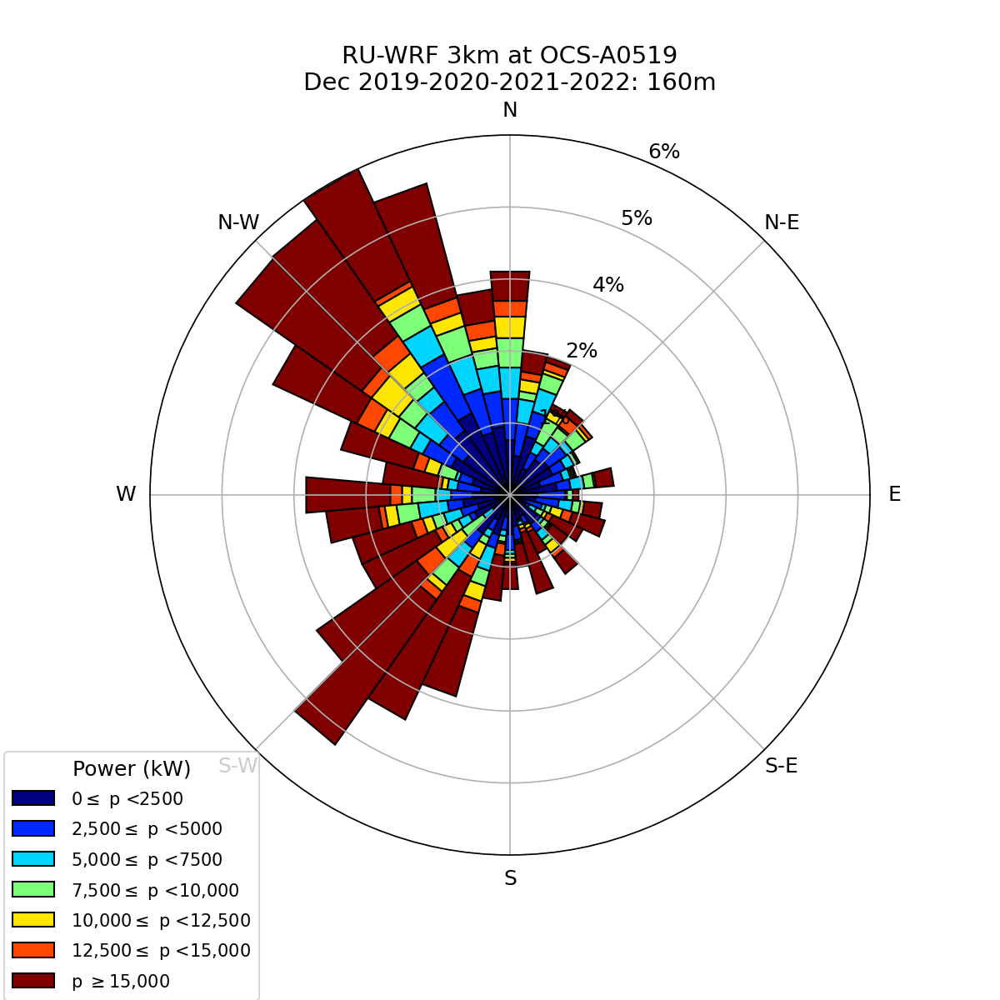 RU-WRF 3km at OCS-A0519
Dec 2019-2020-2021-2022: 160m
N
6%
5%
N-W
N-E
4%
2%
1%
W
E
S-W
S-E
S
Power (kW)
0≤ p <2500
2,500≤ p <5000
5,000≤ p <7500
7,500≤ p <10,000
10,000≤ p <12,500
12,500≤ p <15,000
p ≥15,000